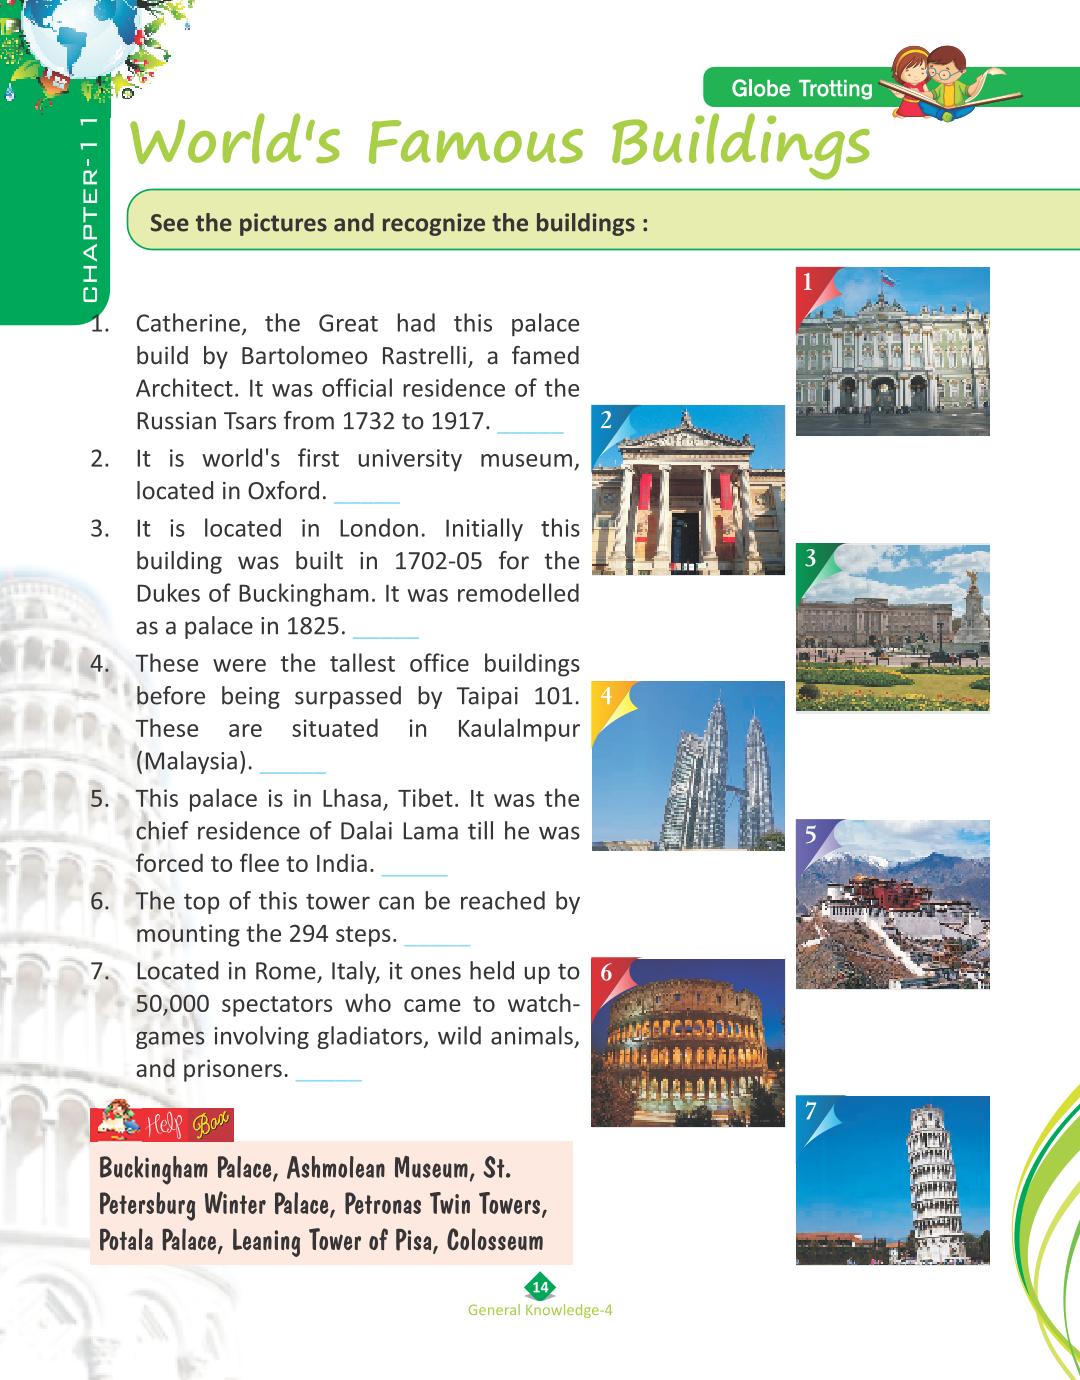 CHAPTER-11
Globe Trotting
World's Famous Buildings
See the pictures and recognize the buildings :
1. Catherine, the Great had this palace
build by Bartolomeo Rastrelli, a famed
Architect. It was official residence of the
Russian Tsars from 1732 to 1917. _____
2. It is world's first university museum,
located in Oxford. _____
3. It is located in London. Initially this
building was built in 1702-05 for the
Dukes of Buckingham. It was remodelled
as a palace in 1825. _____
4. These were the tallest office buildings
before being surpassed by Taipai 101.
These are situated in Kaulalmpur
(Malaysia). _____
5. This palace is in Lhasa, Tibet. It was the
chief residence of Dalai Lama till he was
forced to flee to India. _____
6. The top of this tower can be reached by
mounting the 294 steps. _____
7. Located in Rome, Italy, it ones held up to
50,000 spectators who came to watch-
games involving gladiators, wild animals,
and prisoners. _____
1
2
3
4
5
6
7
Help Box
Buckingham Palace, Ashmolean Museum, St.
Petersburg Winter Palace, Petronas Twin Towers,
Potala Palace, Leaning Tower of Pisa, Colosseum
14
General Knowledge-4